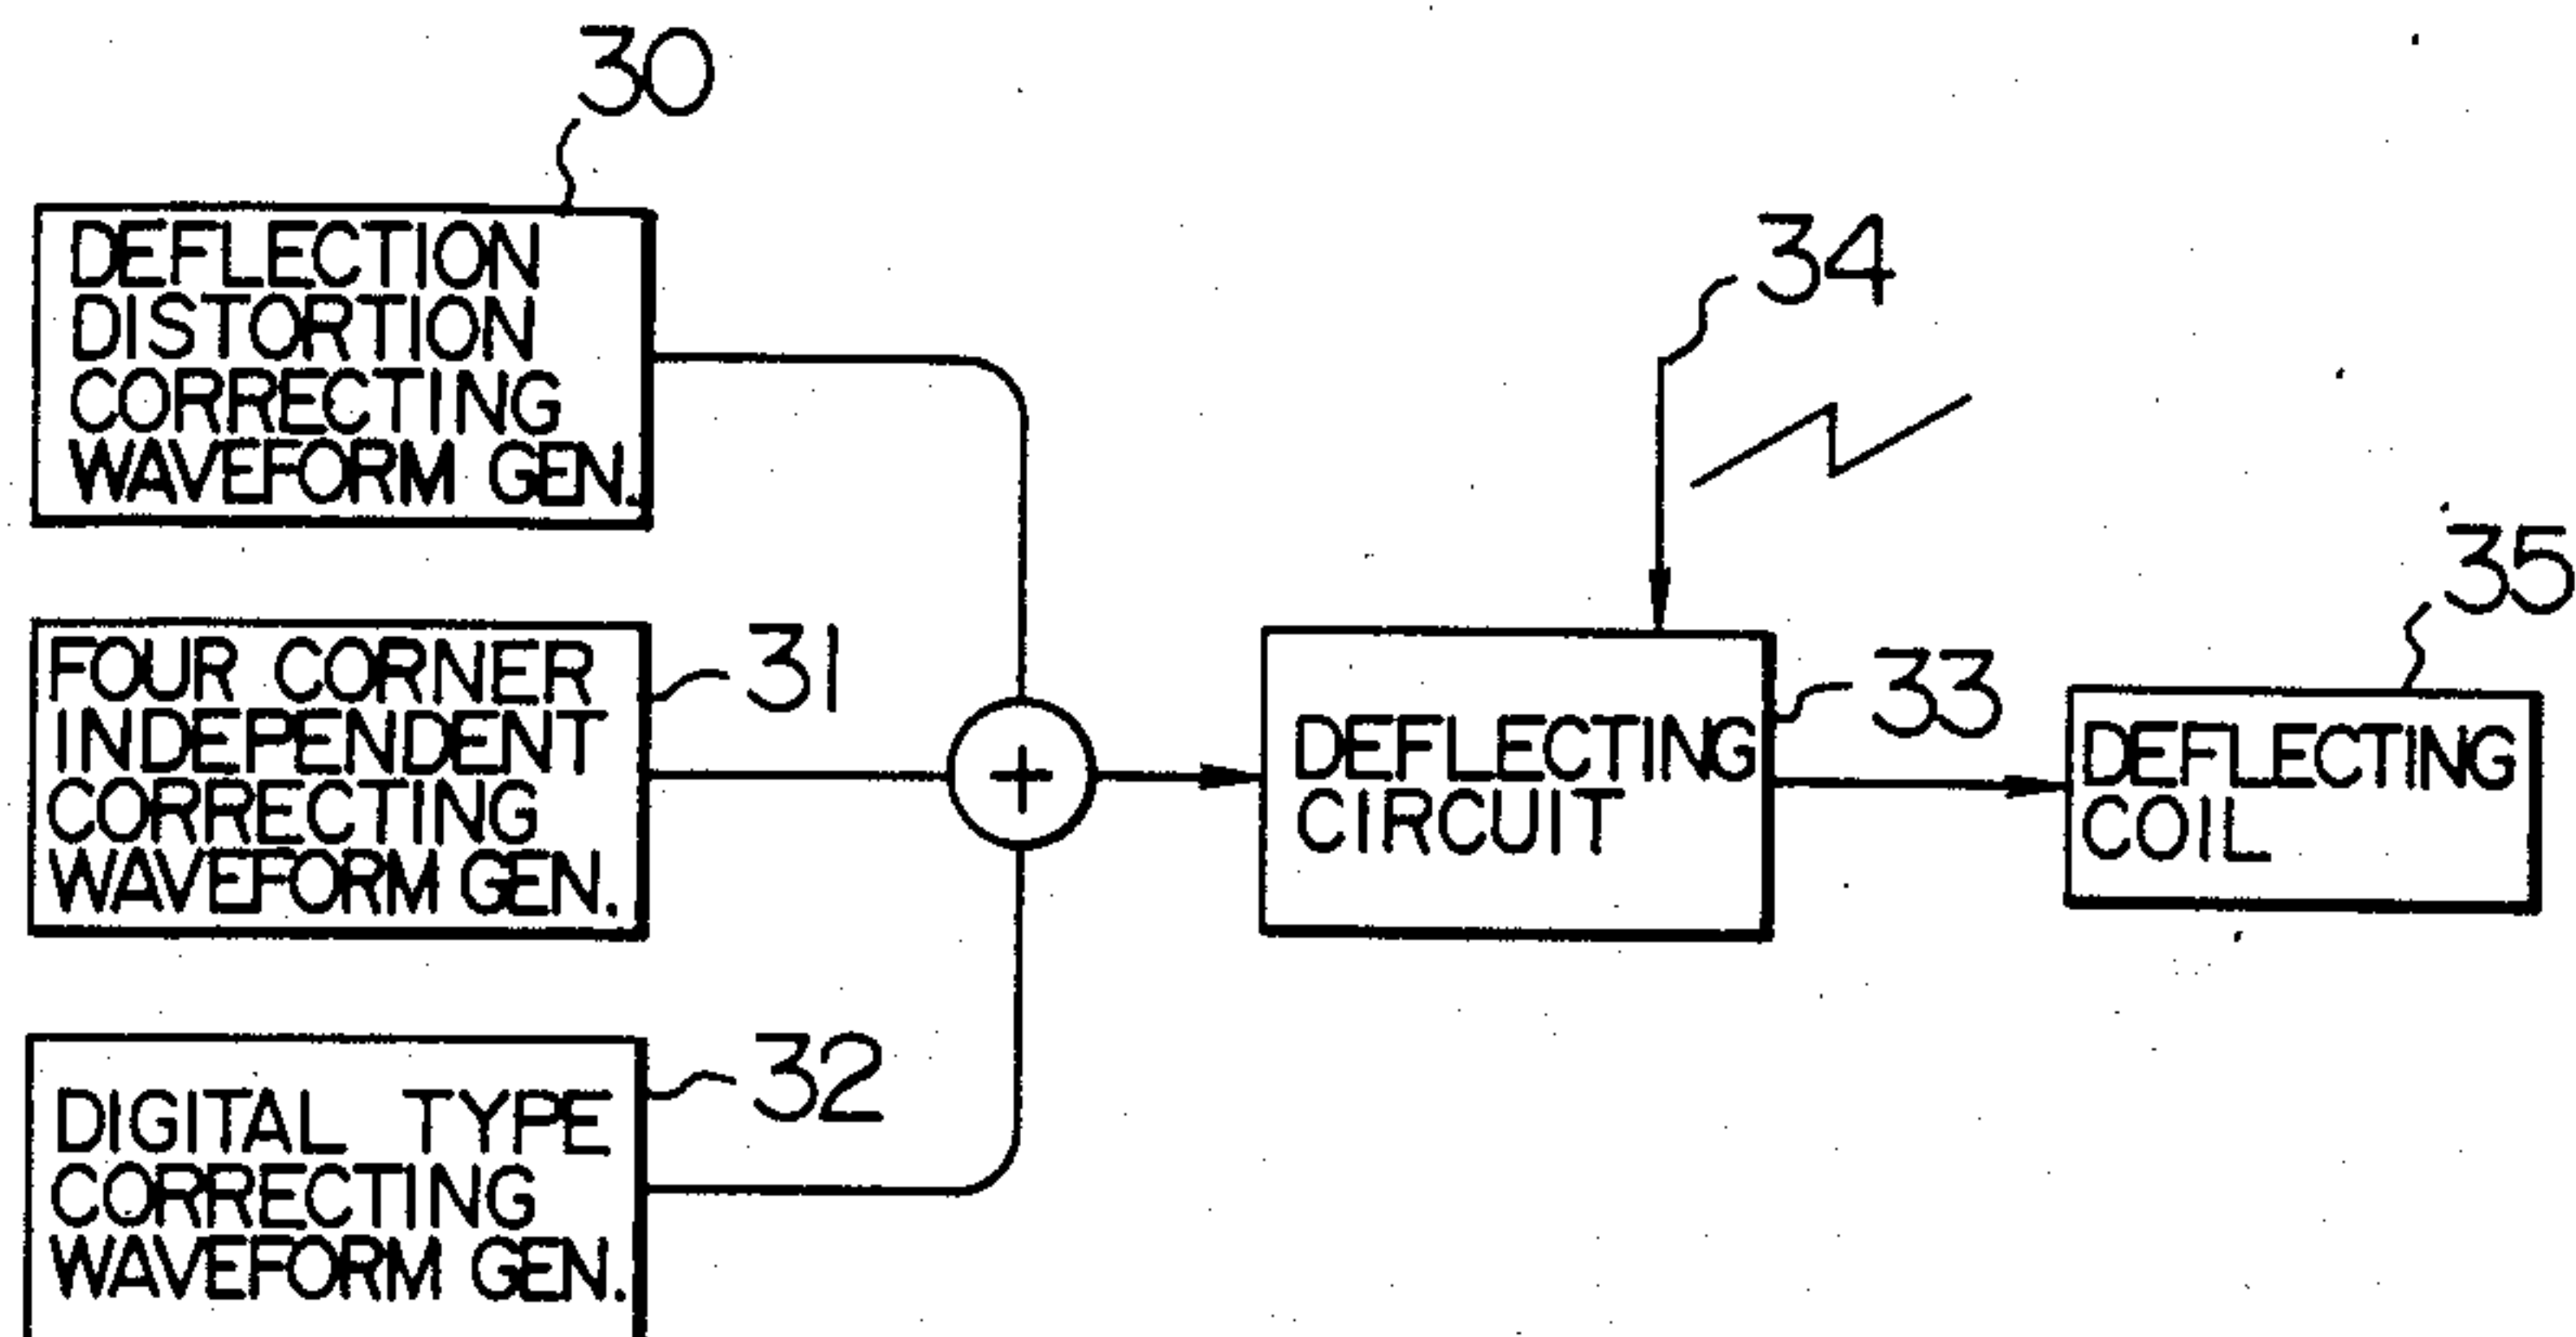 30
DEFLECTION
DISTORTION
CORRECTING
WAVEFORM GEN.
34
35
FOUR CORNER
INDEPENDENT
CORRECTING
WAVEFORM GEN.
31
+
DEFLECTING
CIRCUIT
33
DEFLECTING
COIL
DIGITAL TYPE
CORRECTING
WAVEFORM GEN.
32